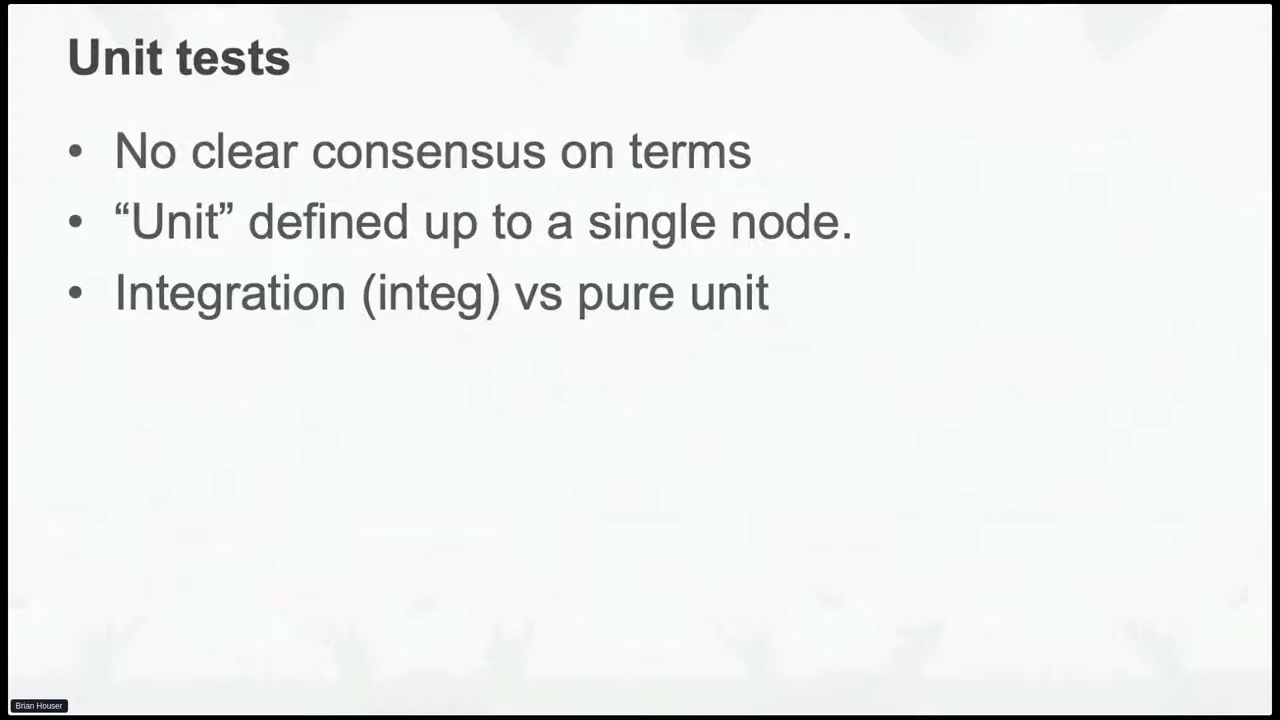 Unit tests
• No clear consensus on terms
• “Unit” defined up to a single node.
• Integration (integ) vs pure unit
Brian Houser